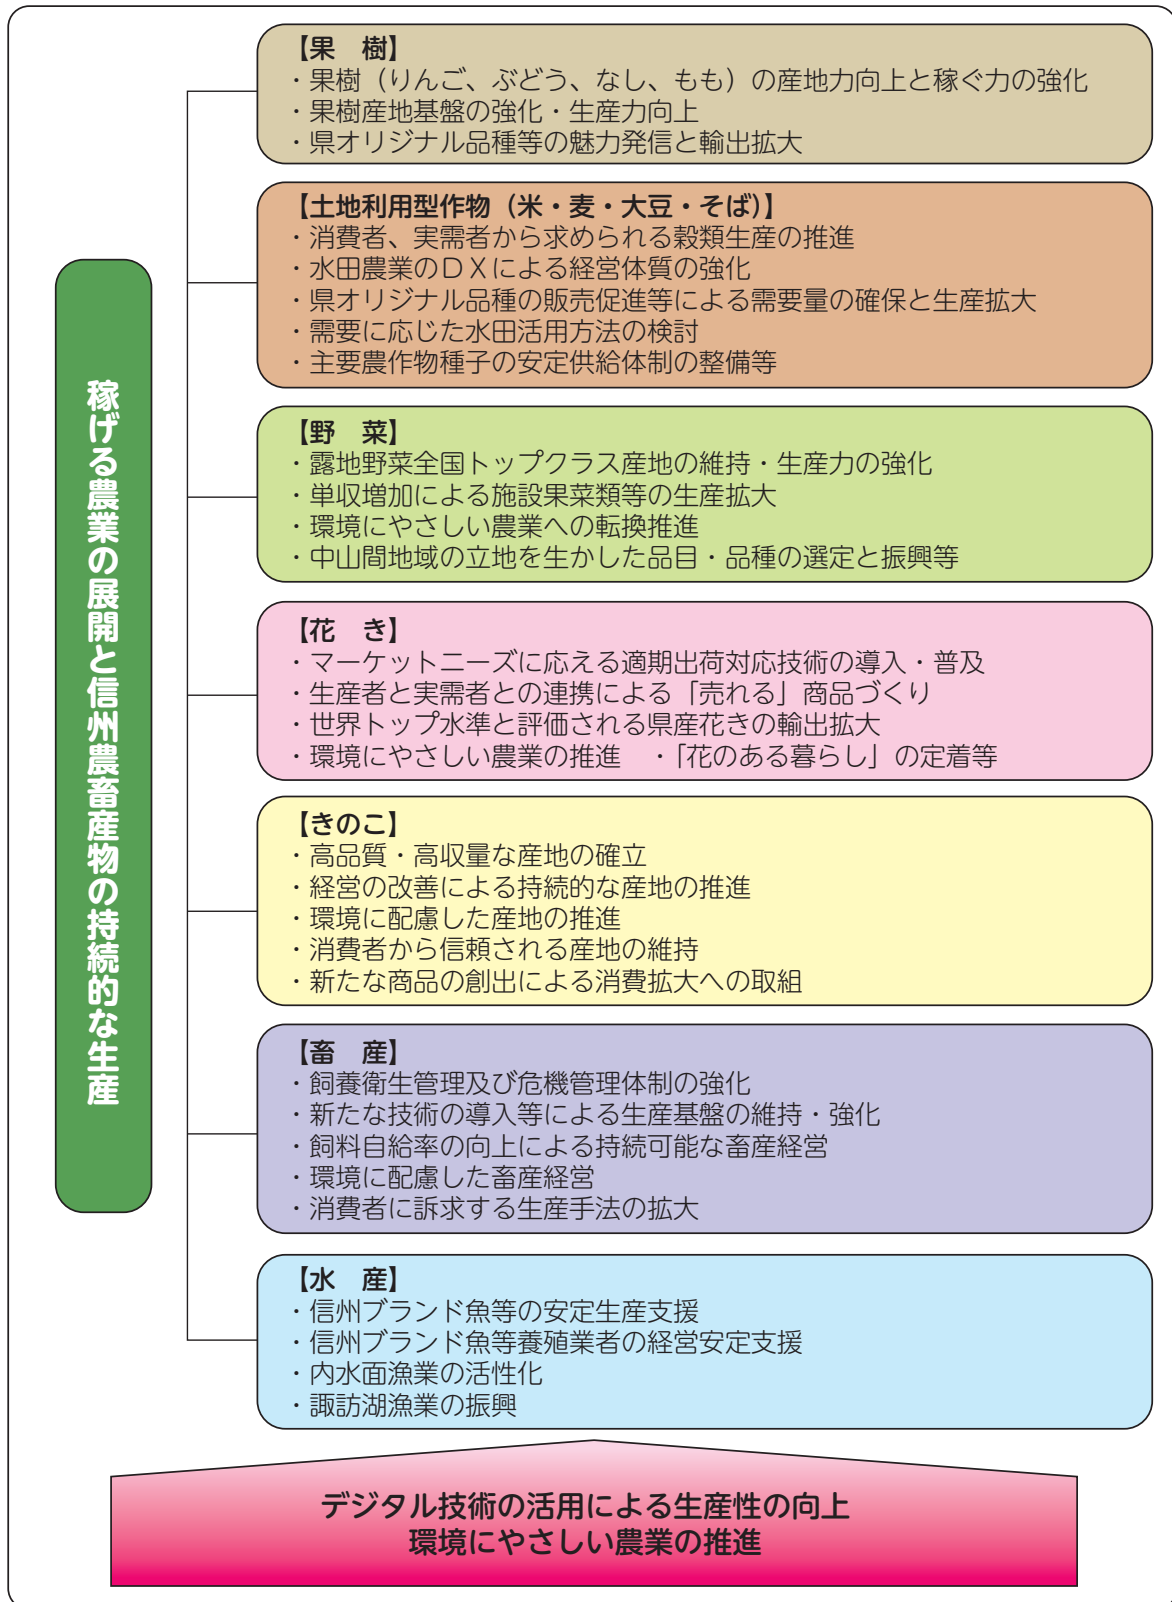 稼げる農業の展開と信州農畜産物の持続的な生産
【果　樹】
・果樹（りんご、ぶどう、なし、もも）の産地力向上と稼ぐ力の強化
・果樹産地基盤の強化・生産力向上
・県オリジナル品種等の魅力発信と輸出拡大
【土地利用型作物（米・麦・大豆・そば）】
・消費者、実需者から求められる穀類生産の推進
・水田農業のＤＸによる経営体質の強化
・県オリジナル品種の販売促進等による需要量の確保と生産拡大
・需要に応じた水田活用方法の検討
・主要農作物種子の安定供給体制の整備等
【野　菜】
・露地野菜全国トップクラス産地の維持・生産力の強化
・単収増加による施設果菜類等の生産拡大
・環境にやさしい農業への転換推進
・中山間地域の立地を生かした品目・品種の選定と振興等
【花　き】
・マーケットニーズに応える適期出荷対応技術の導入・普及
・生産者と実需者との連携による「売れる」商品づくり
・世界トップ水準と評価される県産花きの輸出拡大
・環境にやさしい農業の推進　・「花のある暮らし」の定着等
【きのこ】
・高品質・高収量な産地の確立
・経営の改善による持続的な産地の推進
・環境に配慮した産地の推進
・消費者から信頼される産地の維持
・新たな商品の創出による消費拡大への取組
【畜　産】
・飼養衛生管理及び危機管理体制の強化
・新たな技術の導入等による生産基盤の維持・強化
・飼料自給率の向上による持続可能な畜産経営
・環境に配慮した畜産経営
・消費者に訴求する生産手法の拡大
【水　産】
・信州ブランド魚等の安定生産支援
・信州ブランド魚等養殖業者の経営安定支援
・内水面漁業の活性化
・諏訪湖漁業の振興
デジタル技術の活用による生産性の向上
環境にやさしい農業の推進